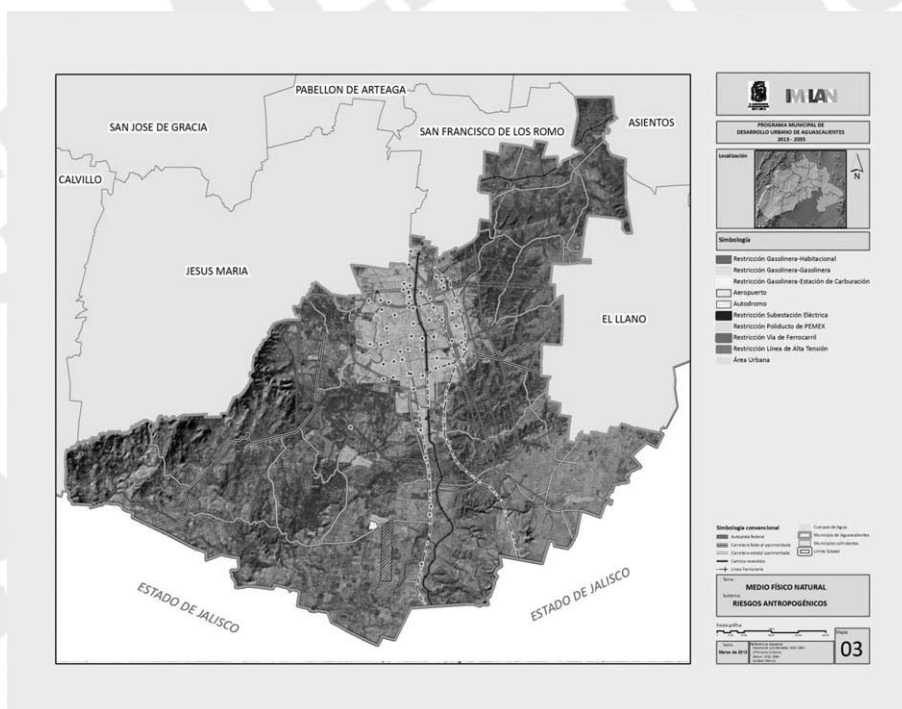 PABELLON DE ARTEAGA
SAN JOSE DE GRACIA
SAN FRANCISCO DE LOS ROMO
ASIENTOS
CALVILLO
JESUS MARIA
EL LLANO
ESTADO DE JALISCO
ESTADO DE JALISCO
IMPLAN
PROGRAMA MUNICIPAL DE
DESARROLLO URBANO DE AGUASCALIENTES
Localización
N
Simbología
Restricción Gasolinera-Habitacional
Restricción Gasolinera-Gasolinera
Restricción Gasolinera-Estación de Carburación
Aeropuerto
Autodromo
Restricción Subestación Eléctrica
Restricción Poliducto de PEMEX
Restricción Vía de Ferrocarril
Restricción Línea de Alta Tensión
Área Urbana
Simbología convencional
Autopista federal
Carretera federal pavimentada
Carretera estatal pavimentada
Línea Ferroviaria
Cuerpos de Agua
Municipio de Aguascalientes
Municipios colindantes
Límite Estatal
Tema:
MEDIO FÍSICO NATURAL
Subtema:
RIESGOS ANTROPOGÉNICOS
Escala gráfica
Fecha:
Mapa
03